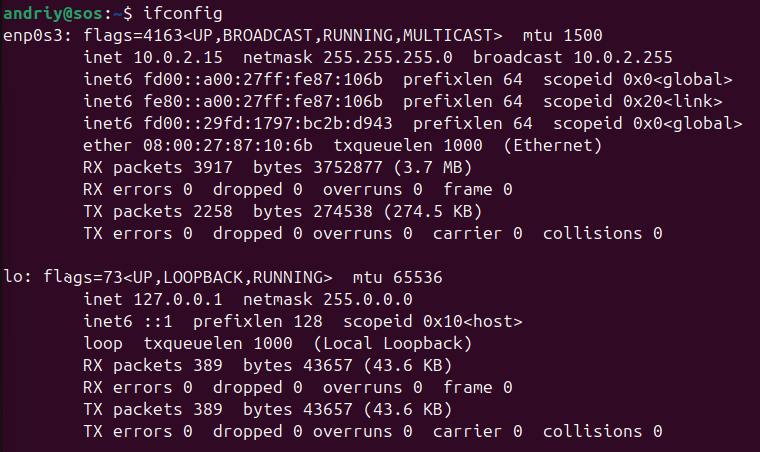 andriy@sos:~$ ifconfig
enp0s3: flags=4163<UP,BROADCAST,RUNNING,MULTICAST>  mtu 1500
        inet 10.0.2.15  netmask 255.255.255.0  broadcast 10.0.2.255
        inet6 fd00::a00:27ff:fe87:106b  prefixlen 64  scopeid 0x0<global>
        inet6 fe80::a00:27ff:fe87:106b  prefixlen 64  scopeid 0x20<link>
        inet6 fd00::29fd:1797:bc2b:d943  prefixlen 64  scopeid 0x0<global>
        ether 08:00:27:87:10:6b  txqueuelen 1000  (Ethernet)
        RX packets 3917  bytes 3752877 (3.7 MB)
        RX errors 0  dropped 0  overruns 0  frame 0
        TX packets 2258  bytes 274538 (274.5 KB)
        TX errors 0  dropped 0 overruns 0  carrier 0  collisions 0

lo: flags=73<UP,LOOPBACK,RUNNING>  mtu 65536
        inet 127.0.0.1  netmask 255.0.0.0
        inet6 ::1  prefixlen 128  scopeid 0x10<host>
        loop  txqueuelen 1000  (Local Loopback)
        RX packets 389  bytes 43657 (43.6 KB)
        RX errors 0  dropped 0  overruns 0  frame 0
        TX packets 389  bytes 43657 (43.6 KB)
        TX errors 0  dropped 0 overruns 0  carrier 0  collisions 0